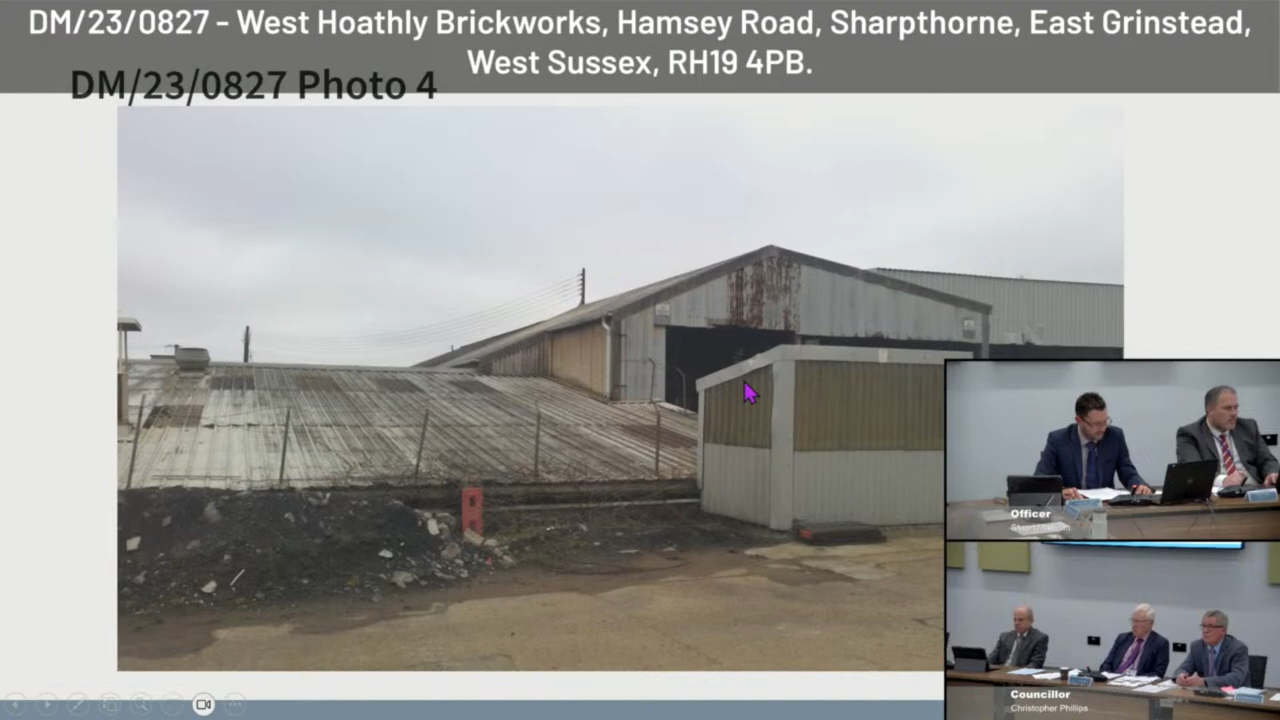 DM/23/0827 - West Hoathly Brickworks, Hamsey Road, Sharpthorne, East Grinstead,
West Sussex, RH19 4PB.
DM/23/0827 Photo 4
Officer
Councillor
Christopher Phillips